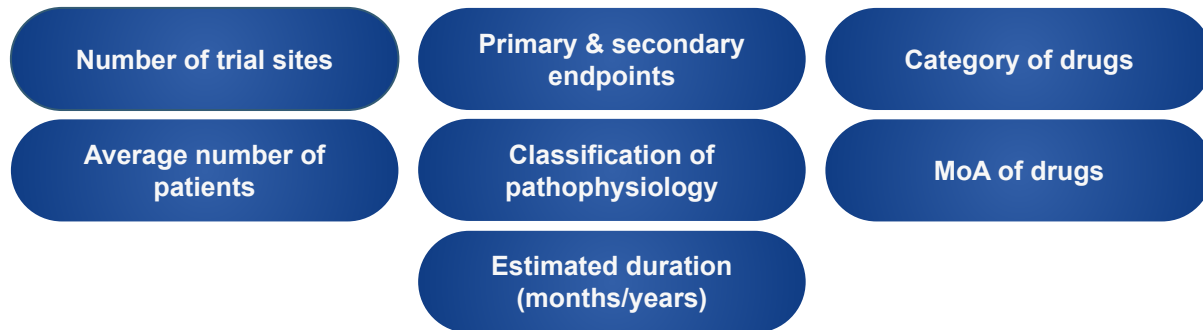 Number of trial sites
Primary & secondary
endpoints
Category of drugs
Average number of
patients
Classification of
pathophysiology
MoA of drugs
Estimated duration
(months/years)